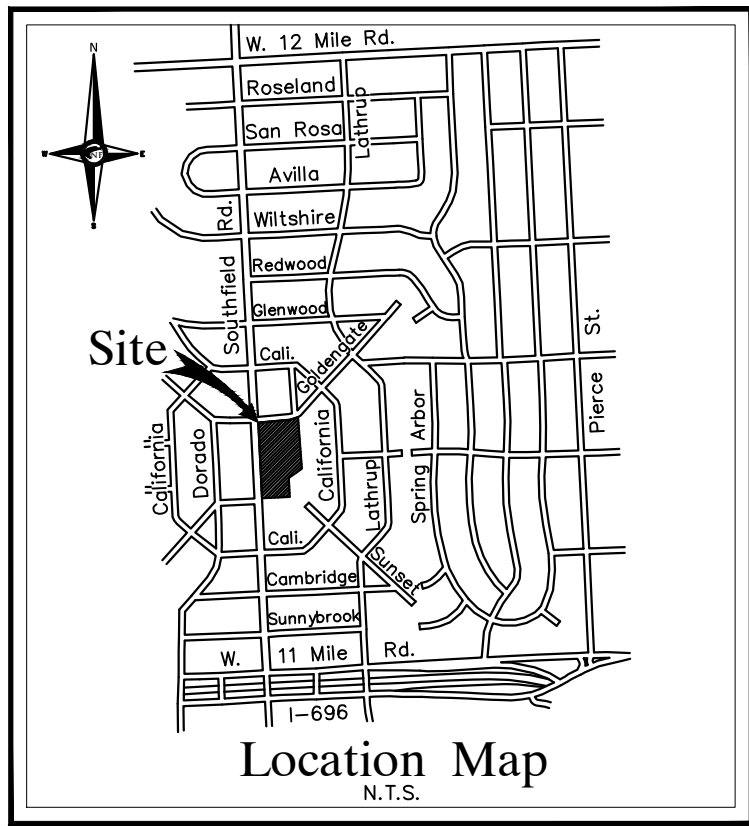 W. 12 Mile Rd.
N
Roseland
Lathrup
San Rosa
W
NF
E
Avilla
S
Rd.
Wiltshire
Southfield
Redwood
Glenwood
St.
Site
Cali.
Goldengate
Pierce
California
Dorado
California
Arbor
Lathrup
Spring
Cali.
Sunset
Cambridge
Sunnybrook
W.
11 Mile
Rd.
I-696
Location Map
N.T.S.